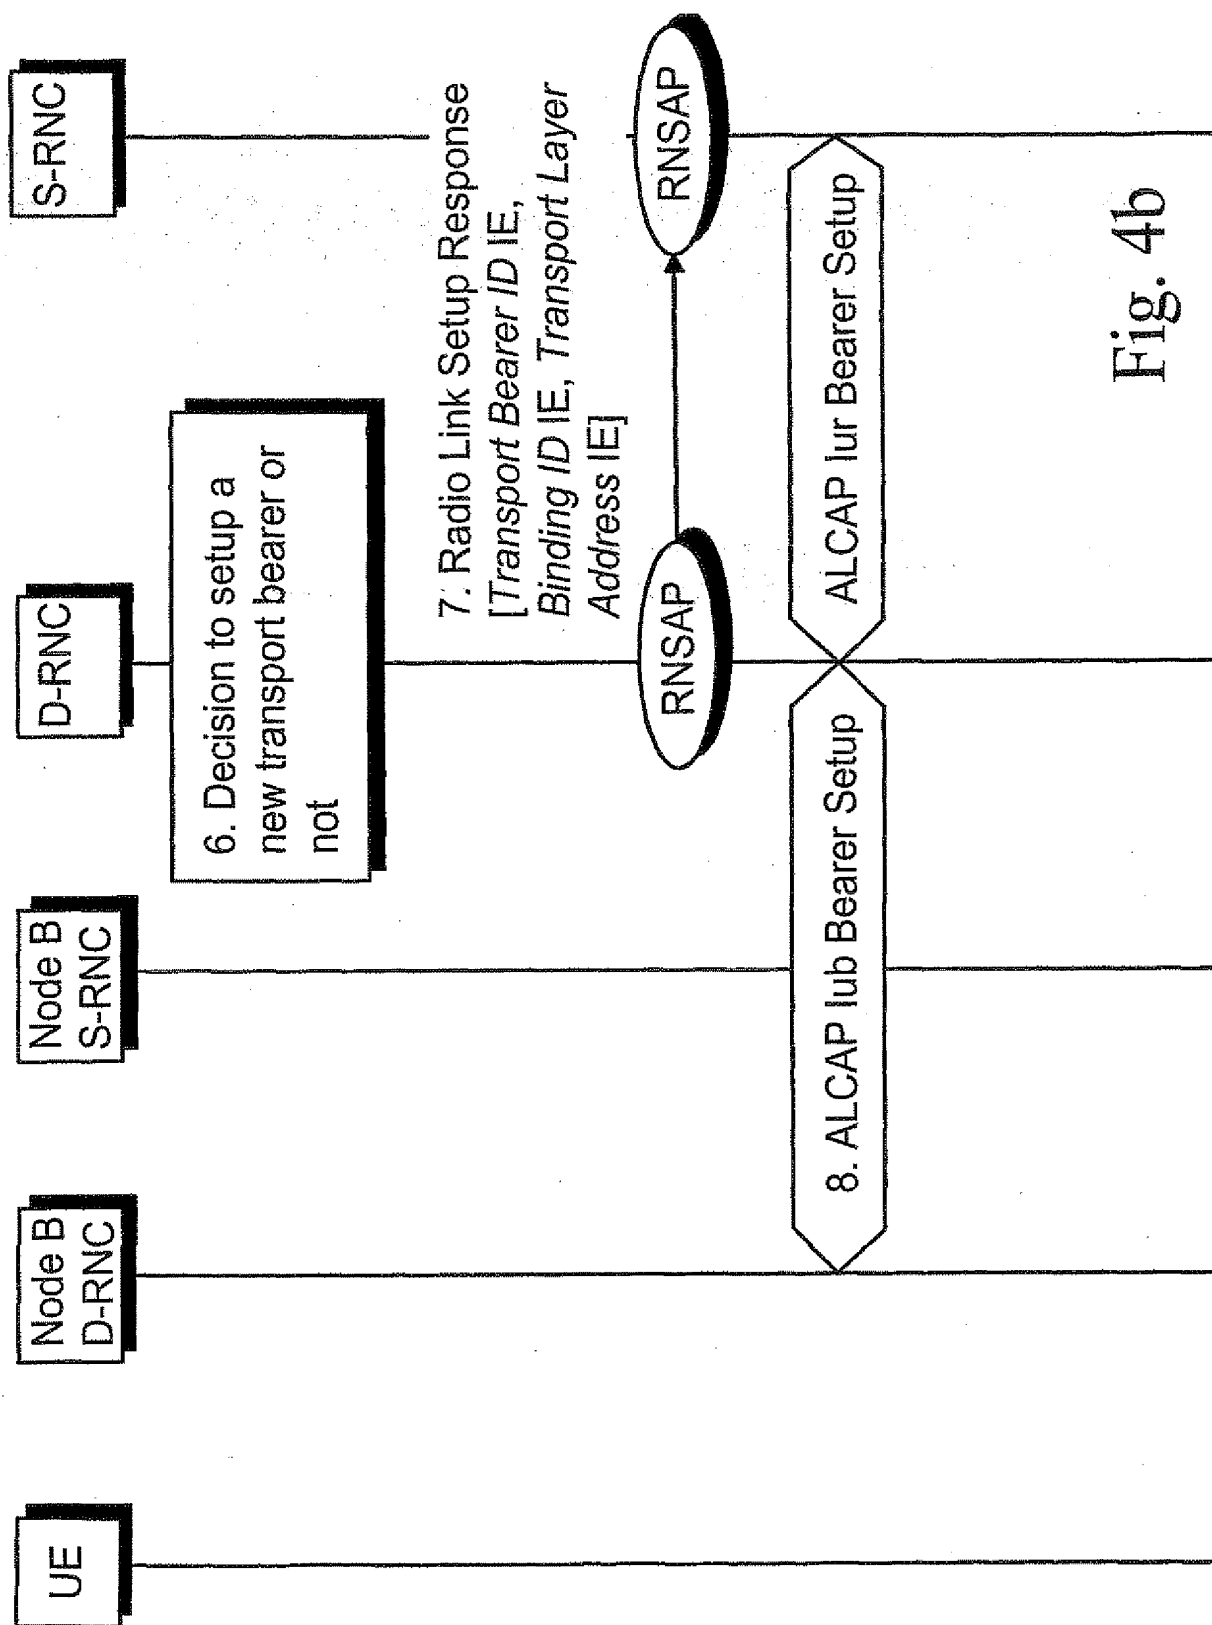 UE
Node B
D-RNC
Node B
S-RNC
D-RNC
S-RNC
6. Decision to setup a
new transport bearer or
not
7. Radio Link Setup Response
[Transport Bearer ID IE,
Binding ID IE, Transport Layer
Address IE]
RNSAP
RNSAP
8. ALCAP Iub Bearer Setup
ALCAP Iur Bearer Setup
Fig. 4b